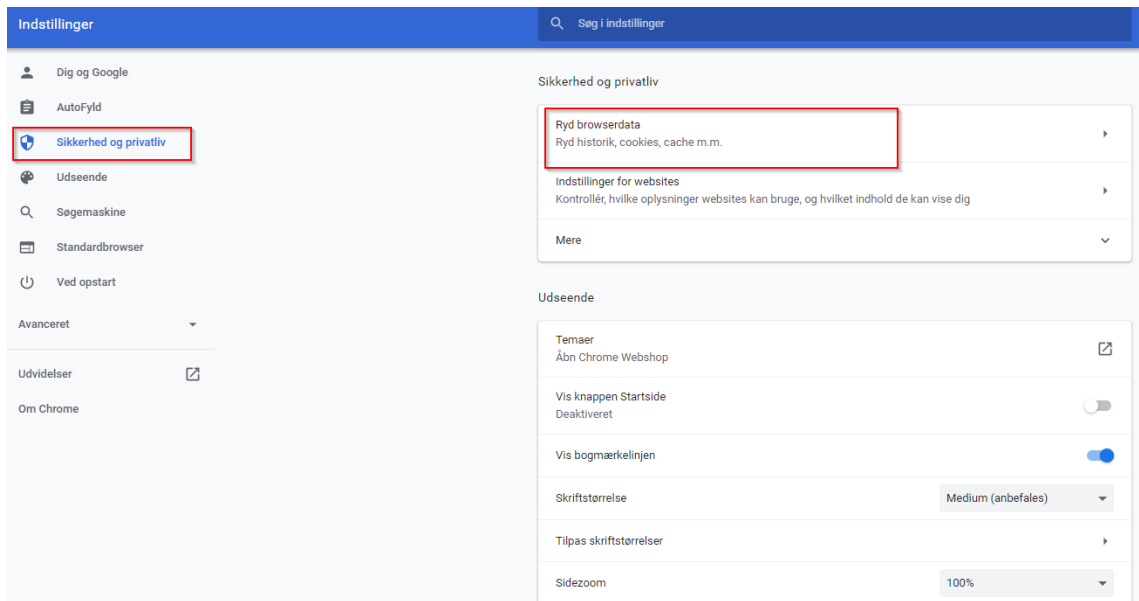 Indstillinger
Søg i indstillinger
Dig og Google
AutoFyld
Sikkerhed og privatliv
Udseende
Søgemaskine
Standardbrowser
Ved opstart
Avanceret
Udvidelser
Om Chrome
Sikkerhed og privatliv
Ryd browserdata
Ryd historik, cookies, cache m.m.
Indstillinger for websites
Kontrollér, hvilke oplysninger websites kan bruge, og hvilket indhold de kan vise dig
Mere
Udseende
Temaer
Åbn Chrome Webshop
Vis knappen Startside
Deaktiveret
Vis bogmærkelinjen
Skriftstørrelse
Medium (anbefales)
Tilpas skriftstørrelser
Sidezoom
100%